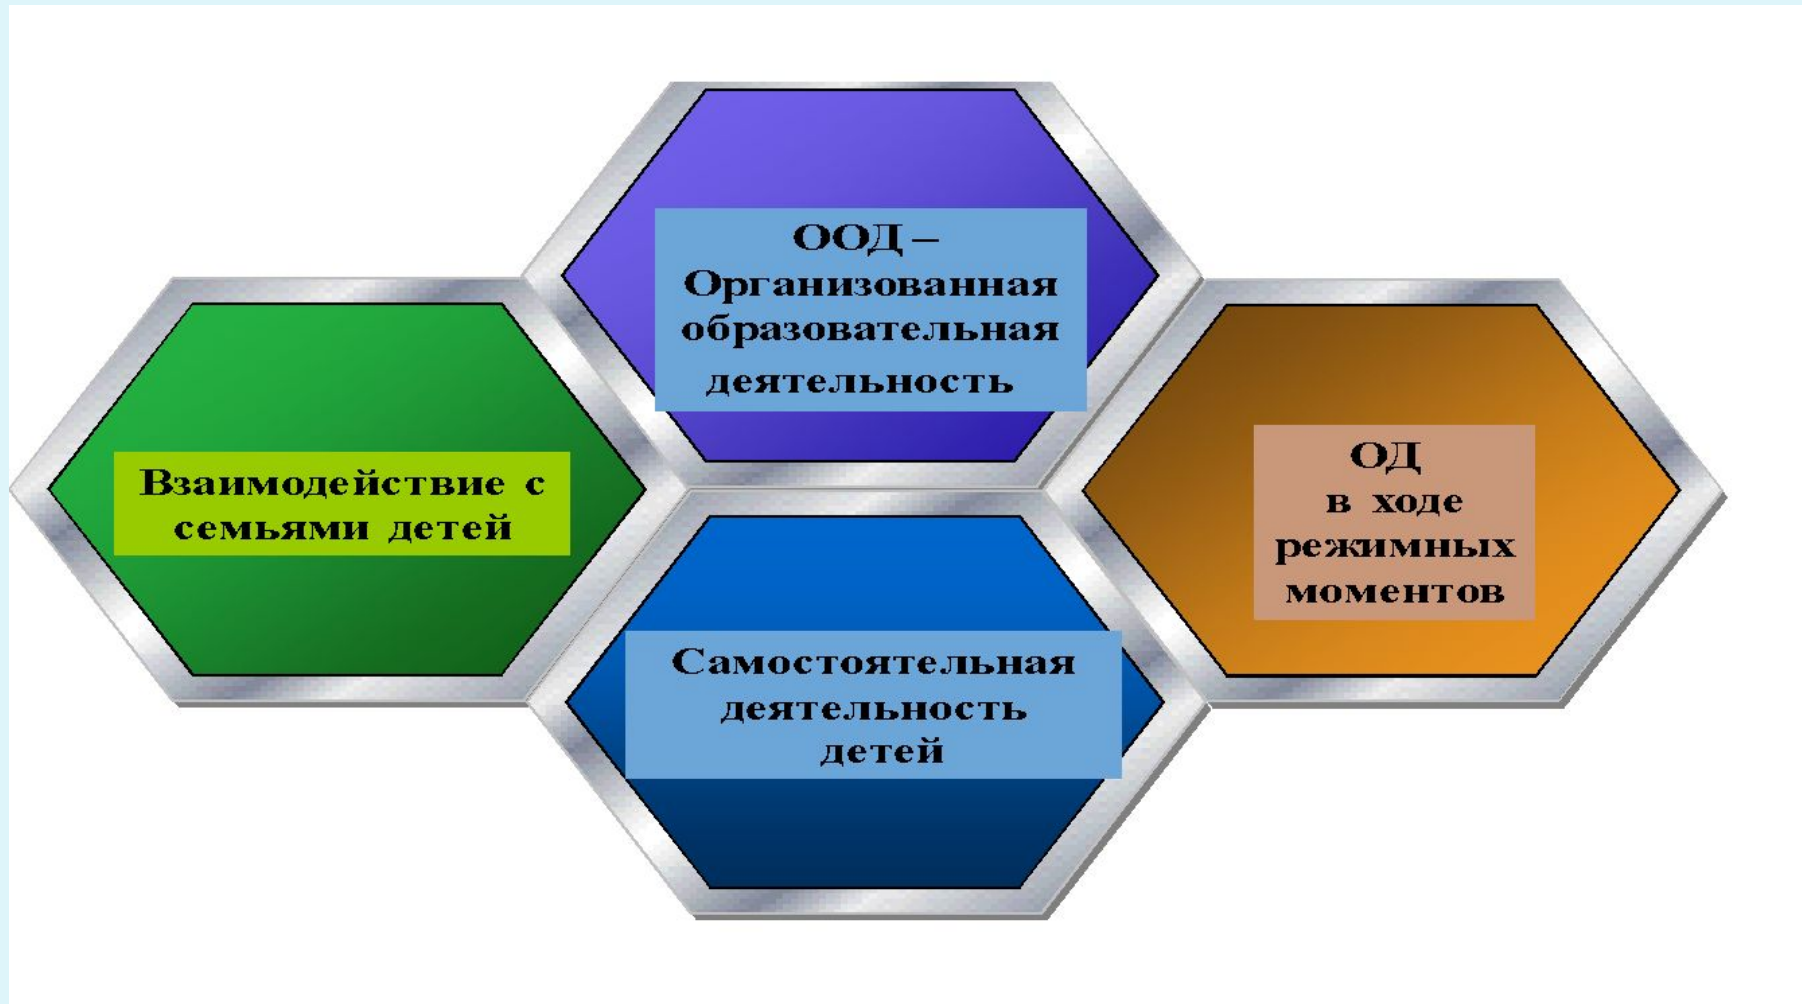 ООД –
Организованная
образовательная
деятельность
Взаимодействие с
семьями детей
ОД
в ходе
режимных
моментов
Самостоятельная
деятельность
детей